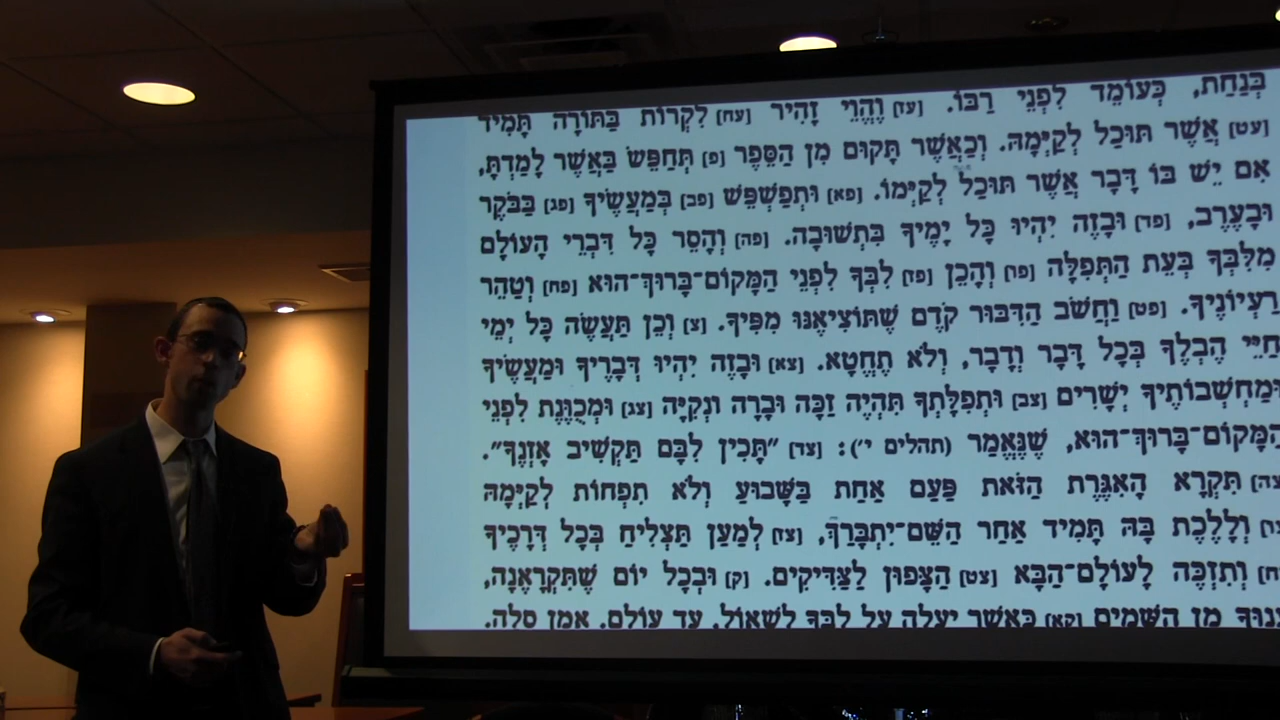 בְּנַחַת, כְּעוֹמֵד לִפְנֵי רַבּוֹ. [עז] וֶהֱוֵי זָהִיר [עח] לִקְרוֹת בַּתּוֹרָה תָּמִיד
[עט] אֲשֶׁר תּוּכַל לְקַיְּמָהּ. וְכַאֲשֶׁר תָּקוּם מִן הַסֵּפֶר [פ] תְּחַפֵּשׂ בַּאֲשֶׁר לָמַדְתָּ,
אִם יֵשׁ בּוֹ דָּבָר אֲשֶׁר תּוּכַל לְקַיְּמוֹ. [פא] וּתְפַשְׁפֵּשׁ [פב] בְּמַעֲשֶׂיךָ [פג] בַּבֹּקֶר
וּבָעֶרֶב, [פד] וּבָזֶה יִהְיוּ כָּל יָמֶיךָ בִּתְשׁוּבָה. [פה] וְהָסֵר כָּל דִּבְרֵי הָעוֹלָם
מִלִּבְּךָ בְּעֵת הַתְּפִלָּה [פו] וְהָכֵן [פז] לִבְּךָ לִפְנֵי הַמָּקוֹם־בָּרוּךְ־הוּא [פח] וְטַהֵר
רַעְיוֹנֶיךָ. [פט] וַחֲשֹׁב הַדִּבּוּר קֹדֶם שֶׁתּוֹצִיאֶנּוּ מִפִּיךָ. [צ] וְכֵן תַּעֲשֶׂה כָּל יְמֵי
חַיֵּי הֶבְלֶךָ בְּכָל דָּבָר וְדָבָר, וְלֹא תֶחֱטָא. [צא] וּבָזֶה יִהְיוּ דְּבָרֶיךָ וּמַעֲשֶׂיךָ
וּמַחְשְׁבוֹתֶיךָ יְשָׁרִים [צב] וּתְפִלָּתְךָ תִּהְיֶה זַכָּה וּבָרָה וּנְקִיָּה [צג] וּמְכֻוֶּנֶת לִפְנֵי
הַמָּקוֹם־בָּרוּךְ־הוּא, שֶׁנֶּאֱמַר (תהלים י׳): [צד] ״תָּכִין לִבָּם תַּקְשִׁיב אָזְנֶךָ״.
צה] תִּקְרָא הָאִגֶּרֶת הַזֹּאת פַּעַם אַחַת בַּשָּׁבוּעַ וְלֹא תִפְחוֹת לְקַיְּמָהּ
צו] וְלָלֶכֶת בָּהּ תָּמִיד אַחַר הַשֵּׁם־יִתְבָּרַךְ, [צז] לְמַעַן תַּצְלִיחַ בְּכָל דְּרָכֶיךָ
ח] וְתִזְכֶּה לָעוֹלָם־הַבָּא [צט] הַצָּפוּן לַצַּדִּיקִים. [ק] וּבְכָל יוֹם שֶׁתִּקְרָאֶנָּה,
מִן הַשָּׁמַיִם [קא] כַּאֲשֶׁר יַעֲלֶה עַל לִבְּךָ לִשְׁאוֹל, עַד עוֹלָם. אָמֵן סֶלָה.